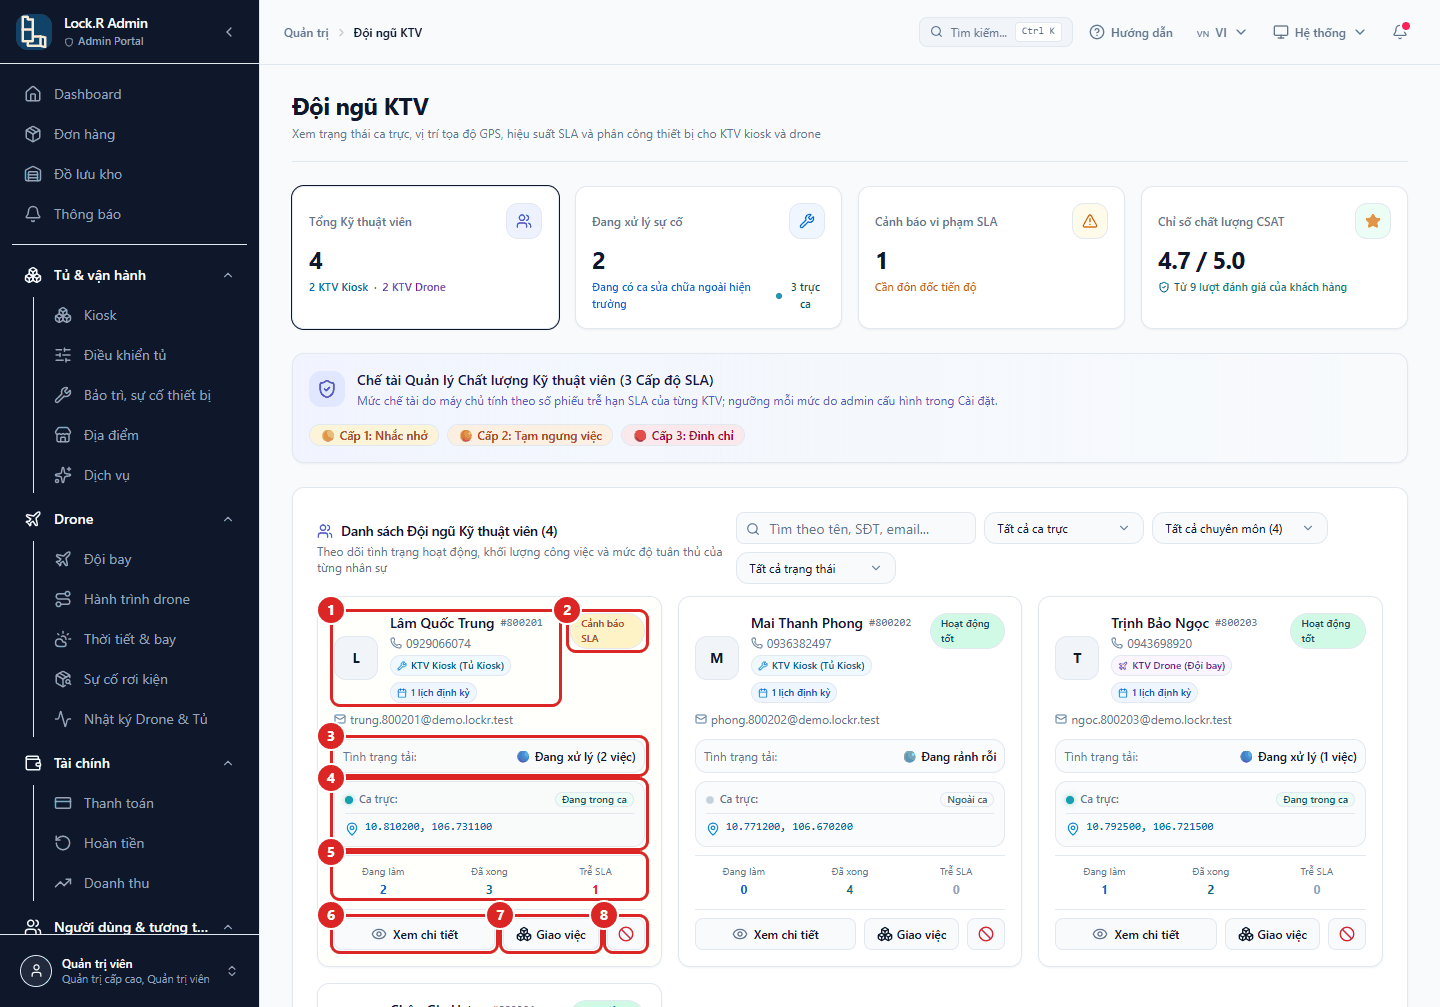 Lock.R Admin
Admin Portal
Dashboard
Đơn hàng
Đồ lưu kho
Thông báo
Tủ & vận hành
Kiosk
Điều khiển tủ
Bảo trì, sự cố thiết bị
Địa điểm
Dịch vụ
Drone
Đội bay
Hành trình drone
Thời tiết & bay
Sự cố rơi kiện
Nhật ký Drone & Tủ
Tài chính
Thanh toán
Hoàn tiền
Doanh thu
Người dùng & tương t...
Quản trị viên
Quản trị cấp cao, Quản trị viên
Quản trị
Đội ngũ KTV
Tìm kiếm...
Ctrl K
Hướng dẫn
VN VI
Hệ thống
Đội ngũ KTV
Xem trạng thái ca trực, vị trí tọa độ GPS, hiệu suất SLA và phân công thiết bị cho KTV kiosk và drone
Tổng Kỹ thuật viên
4
2 KTV Kiosk · 2 KTV Drone
Đang xử lý sự cố
2
Đang có ca sửa chữa ngoài hiện trường
3 trực ca
Cảnh báo vi phạm SLA
1
Cần đôn đốc tiến độ
Chỉ số chất lượng CSAT
4.7 / 5.0
Từ 9 lượt đánh giá của khách hàng
Chế tài Quản lý Chất lượng Kỹ thuật viên (3 Cấp độ SLA)
Mức chế tài do máy chủ tính theo số phiếu trễ hạn SLA của từng KTV; ngưỡng mỗi mức do admin cấu hình trong Cài đặt.
Cấp 1: Nhắc nhở
Cấp 2: Tạm ngưng việc
Cấp 3: Đình chỉ
Danh sách Đội ngũ Kỹ thuật viên (4)
Theo dõi tình trạng hoạt động, khối lượng công việc và mức độ tuân thủ của
từng nhân sự
Tìm theo tên, SĐT, email...
Tất cả ca trực
Tất cả chuyên môn (4)
Tất cả trạng thái
1
2
Lâm Quốc Trung #800201
Cảnh báo SLA
L
0929066074
KTV Kiosk (Tủ Kiosk)
1 lịch định kỳ
trung.800201@demo.lockr.test
3
Tình trạng tải:
Đang xử lý (2 việc)
4
Ca trực:
Đang trong ca
10.810200, 106.731100
5
Đang làm
Đã xong
Trễ SLA
2
3
1
6
7
8
Xem chi tiết
Giao việc
Mai Thanh Phong #800202
Hoạt động tốt
M
0936382497
KTV Kiosk (Tủ Kiosk)
1 lịch định kỳ
phong.800202@demo.lockr.test
Tình trạng tải:
Đang rảnh rỗi
Ca trực:
Ngoài ca
10.771200, 106.670200
Đang làm
Đã xong
Trễ SLA
0
4
0
Xem chi tiết
Giao việc
Trịnh Bảo Ngọc #800203
Hoạt động tốt
T
0943698920
KTV Drone (Đội bay)
1 lịch định kỳ
ngoc.800203@demo.lockr.test
Tình trạng tải:
Đang xử lý (1 việc)
Ca trực:
Đang trong ca
10.792500, 106.721500
Đang làm
Đã xong
Trễ SLA
1
2
0
Xem chi tiết
Giao việc